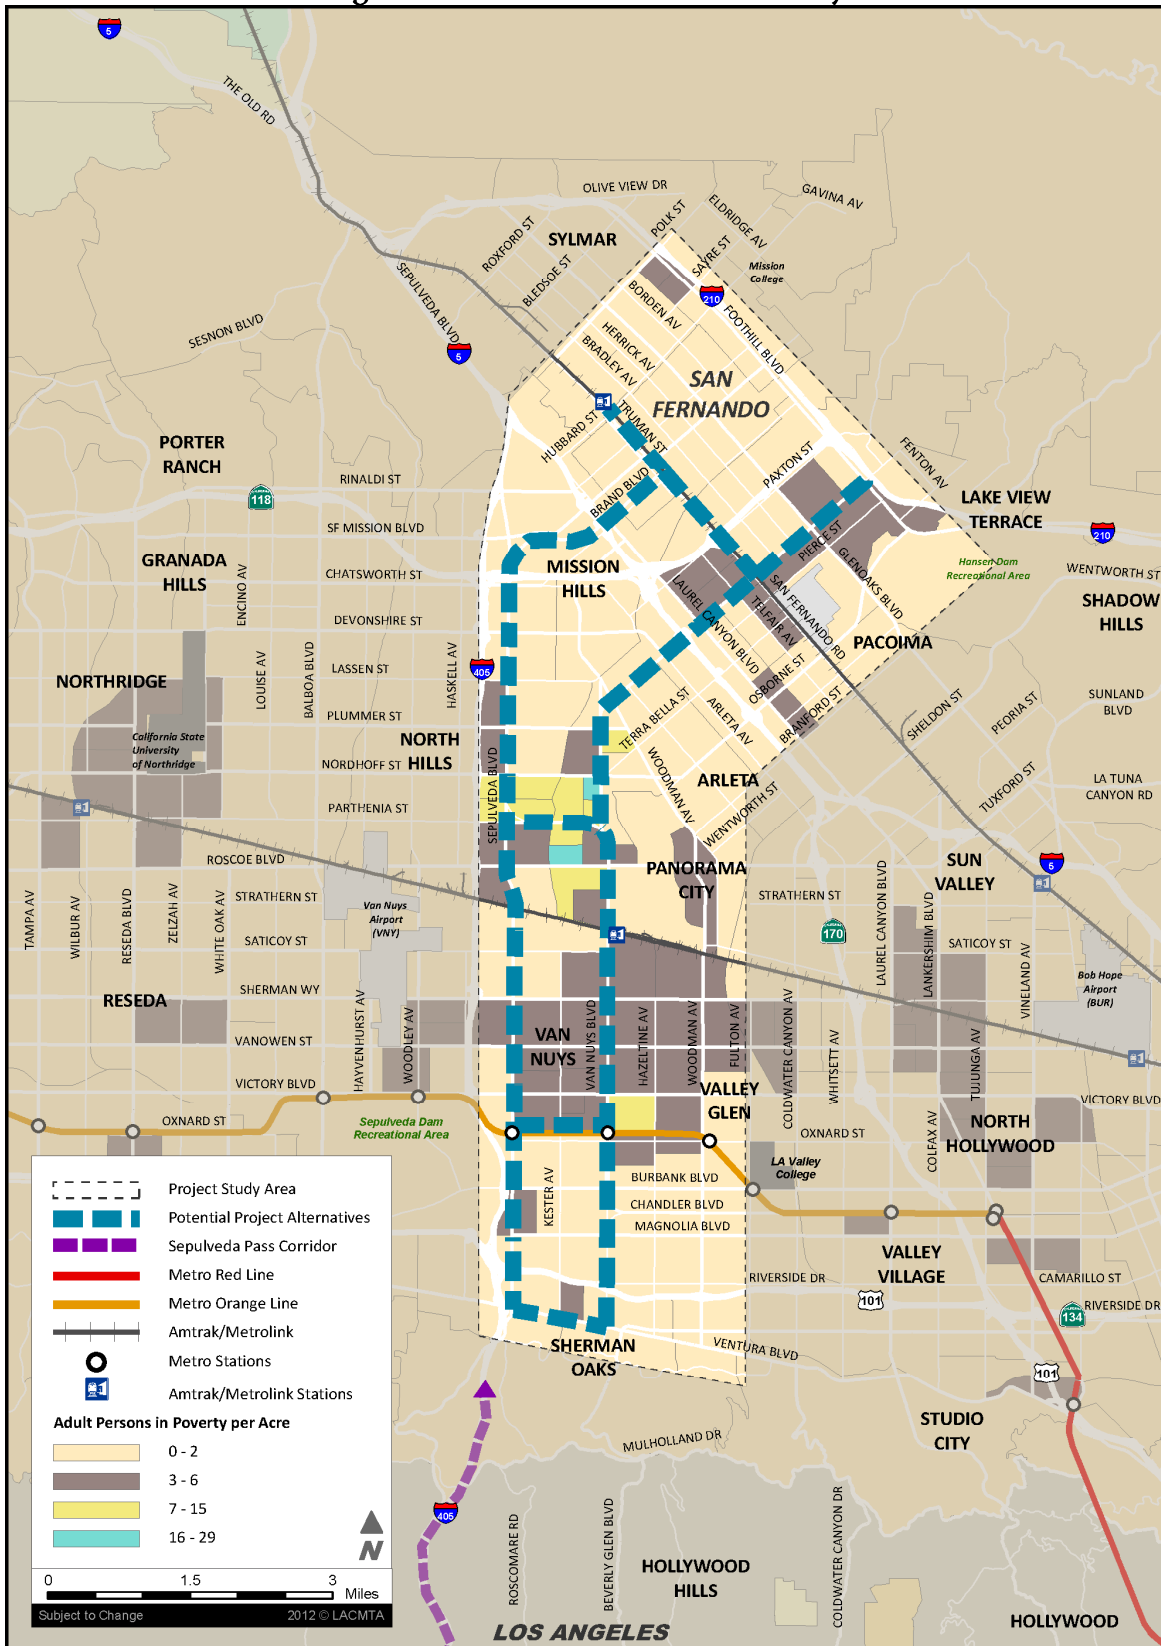 5
THE OLD RD
OLIVE VIEW DR
GAVINA AV
ELDRIDGE AV
POLK ST
SAYRE ST
ROXFORD ST
SYLMAR
BLEDSOE ST
Mission
College
SEPULVEDA BLVD
BORDEN AV
210
FOOTHILL BLVD
SESNON BLVD
5
HERRICK AV
BRADLEY AV
SAN
FERNANDO
TRUMAN ST
HUBBARD ST
PORTER
RANCH
RINALDI ST
118
BRAND BLVD
PAXTON ST
FENTON AV
LAKE VIEW
TERRACE
SF MISSION BLVD
210
GRANADA
HILLS
CHATSWORTH ST
MISSION
HILLS
PIERCE ST
GLENOAKS BLVD
Hansen Dam
Recreational Area
WENTWORTH ST
SHADOW
HILLS
ENCINO AV
DEVONSHIRE ST
LAUREL CANYON BLVD
TELFAIR AV
SAN FERNANDO RD
PACOIMA
NORTHRIDGE
LOUISE AV
BALBOA BLVD
LASSEN ST
HASKELL AV
405
OSBORNE ST
BRANFORD ST
SHELDON ST
PEORIA ST
SUNLAND
BLVD
PLUMMER ST
TERRA BELLA ST
ARLETA AV
California State
University
of Northridge
NORTH
HILLS
NORDHOFF ST
SEPULVEDA BLVD
WOODMAN AV
ARLETA
WENTWORTH ST
TUXFORD ST
LA TUNA
CANYON RD
PARTHENIA ST
ROSCOE BLVD
PANORAMA
CITY
SUN
VALLEY
5
TAMPA AV
WILBUR AV
RESEDA BLVD
ZELZAH AV
WHITE OAK AV
STRATHERN ST
Van Nuys
Airport
(VNY)
STRATHERN ST
170
LAUREL CANYON BLVD
LANKERSHIM BLVD
SATICOY ST
SATICOY ST
VINELAND AV
Bob Hope
Airport
(BUR)
RESEDA
SHERMAN WY
HAYVENHURST AV
WOODLEY AV
VANOWEN ST
VAN
NUYS
VAN NUYS BLVD
HAZELTINE AV
WOODMAN AV
FULTON AV
COLDWATER CANYON AV
WHITSETT AV
TUJUNGA AV
VICTORY BLVD
VALLEY
GLEN
VICTORY BLVD
OXNARD ST
Sepulveda Dam
Recreational Area
OXNARD ST
COLFAX AV
NORTH
HOLLYWOOD
LA Valley
College
KESTER AV
BURBANK BLVD
CHANDLER BLVD
MAGNOLIA BLVD
VALLEY
VILLAGE
RIVERSIDE DR
CAMARILLO ST
101
RIVERSIDE DR
134
SHERMAN
OAKS
VENTURA BLVD
101
STUDIO
CITY
MULHOLLAND DR
405
ROSCOMARE RD
BEVERLY GLEN BLVD
COLDWATER CANYON DR
HOLLYWOOD
HILLS
HOLLYWOOD
LOS ANGELES
Project Study Area
Potential Project Alternatives
Sepulveda Pass Corridor
Metro Red Line
Metro Orange Line
Amtrak/Metrolink
Metro Stations
Amtrak/Metrolink Stations
Adult Persons in Poverty per Acre
0 - 2
3 - 6
7 - 15
16 - 29
N
0 1.5 3
Miles
Subject to Change 2012 © LACMTA